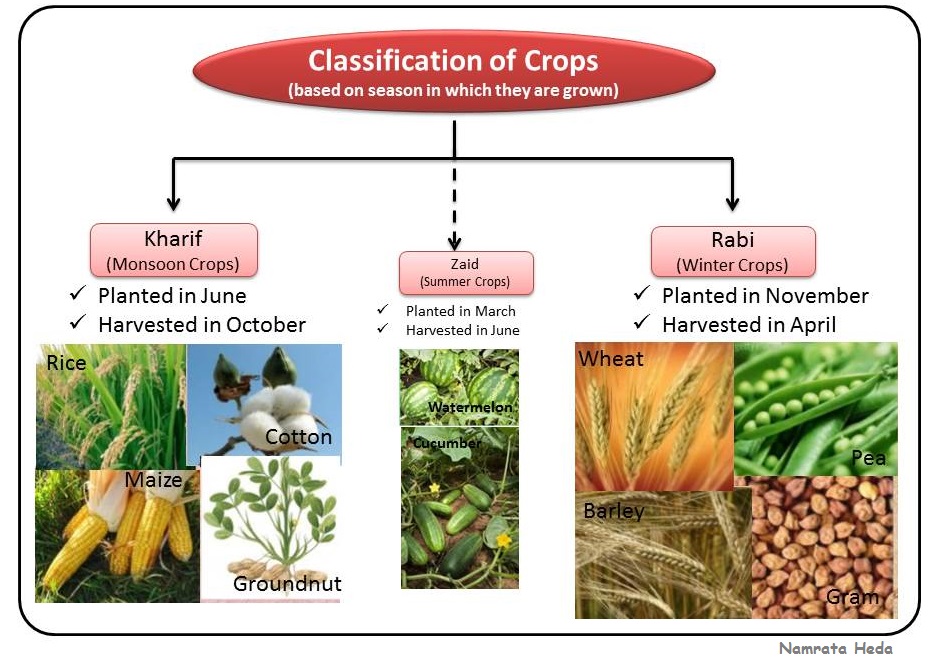 Classification of Crops
(based on season in which they are grown)
Kharif
(Monsoon Crops)
✓ Planted in June
✓ Harvested in October
Rice
Cotton
Maize
Groundnut
Zaid
(Summer Crops)
✓ Planted in March
✓ Harvested in June
Watermelon
Cucumber
Rabi
(Winter Crops)
✓ Planted in November
✓ Harvested in April
Wheat
Pea
Barley
Gram
Namrata Heda